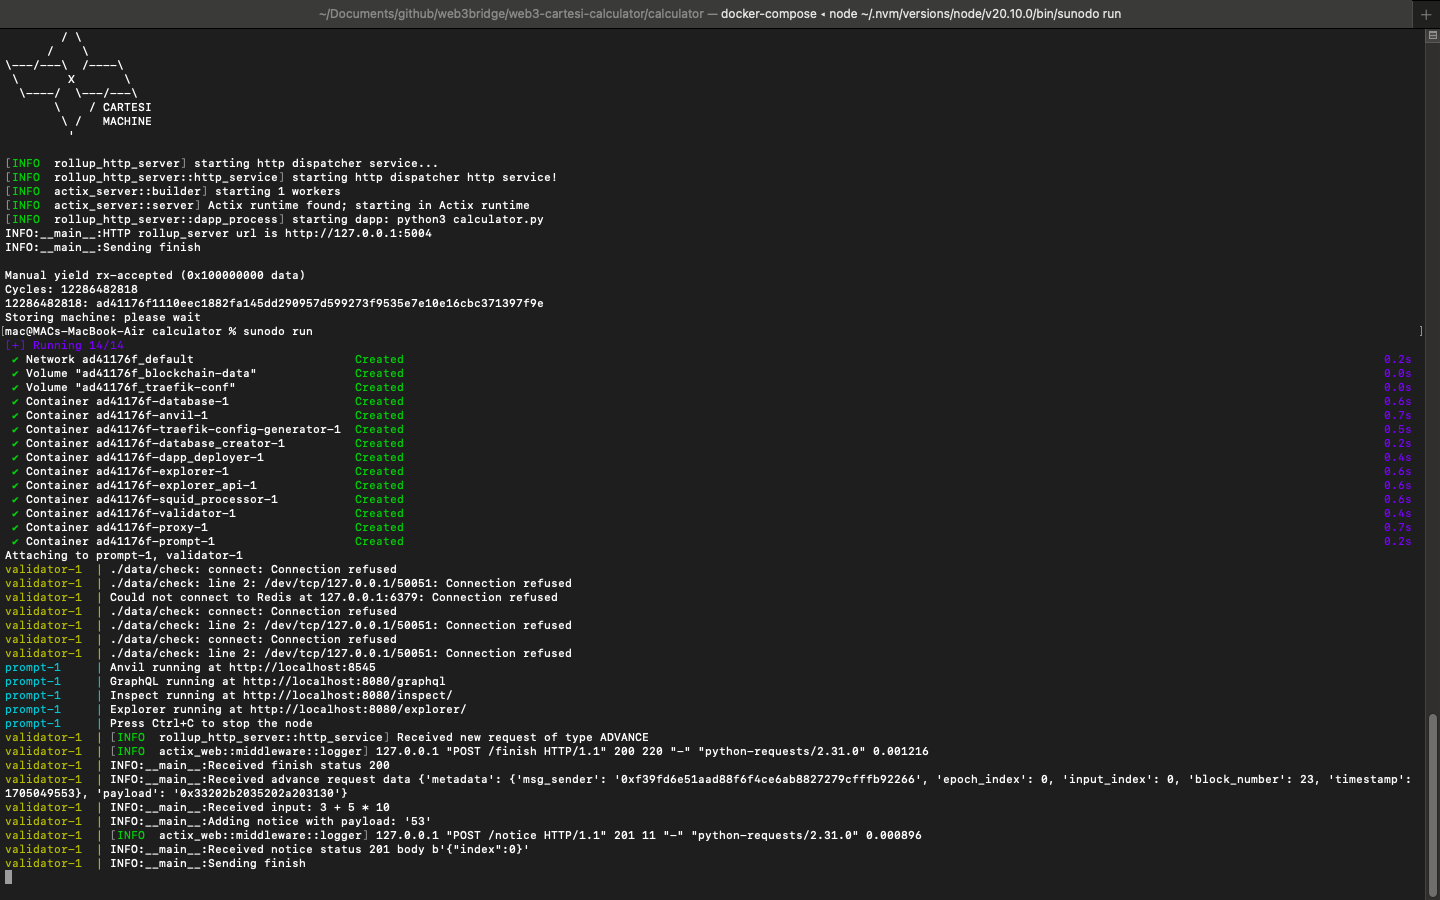 ~/Documents/github/web3bridge/web3-cartesi-calculator/calculator — docker-compose ◂ node ~/.nvm/versions/node/v20.10.0/bin/sunodo run
/ \
/    \
\---/---\  /----\
\       X       \
\----/  \---/---\
\    / CARTESI
\ /   MACHINE
'
[INFO  rollup_http_server] starting http dispatcher service...
[INFO  rollup_http_server::http_service] starting http dispatcher http service!
[INFO  actix_server::builder] starting 1 workers
[INFO  actix_server::server] Actix runtime found; starting in Actix runtime
[INFO  rollup_http_server::dapp_process] starting dapp: python3 calculator.py
INFO:__main__:HTTP rollup_server url is http://127.0.0.1:5004
INFO:__main__:Sending finish
Manual yield rx-accepted (0x100000000 data)
Cycles: 12286482818
12286482818: ad41176f1110eec1882fa145dd290957d599273f9535e7e10e16cbc371397f9e
Storing machine: please wait
[mac@MACs-MacBook-Air calculator % sunodo run ]
[+] Running 14/14
✔ Network ad41176f_default Created 0.2s
✔ Volume "ad41176f_blockchain-data" Created 0.0s
✔ Volume "ad41176f_traefik-conf" Created 0.0s
✔ Container ad41176f-database-1 Created 0.6s
✔ Container ad41176f-anvil-1 Created 0.7s
✔ Container ad41176f-traefik-config-generator-1 Created 0.5s
✔ Container ad41176f-database_creator-1 Created 0.2s
✔ Container ad41176f-dapp_deployer-1 Created 0.4s
✔ Container ad41176f-explorer-1 Created 0.6s
✔ Container ad41176f-explorer_api-1 Created 0.6s
✔ Container ad41176f-squid_processor-1 Created 0.6s
✔ Container ad41176f-validator-1 Created 0.4s
✔ Container ad41176f-proxy-1 Created 0.7s
✔ Container ad41176f-prompt-1 Created 0.2s
Attaching to prompt-1, validator-1
validator-1  | ./data/check: connect: Connection refused
validator-1  | ./data/check: line 2: /dev/tcp/127.0.0.1/50051: Connection refused
validator-1  | Could not connect to Redis at 127.0.0.1:6379: Connection refused
validator-1  | ./data/check: connect: Connection refused
validator-1  | ./data/check: line 2: /dev/tcp/127.0.0.1/50051: Connection refused
validator-1  | ./data/check: connect: Connection refused
validator-1  | ./data/check: line 2: /dev/tcp/127.0.0.1/50051: Connection refused
prompt-1     | Anvil running at http://localhost:8545
prompt-1     | GraphQL running at http://localhost:8080/graphql
prompt-1     | Inspect running at http://localhost:8080/inspect/
prompt-1     | Explorer running at http://localhost:8080/explorer/
prompt-1     | Press Ctrl+C to stop the node
validator-1  | [INFO  rollup_http_server::http_service] Received new request of type ADVANCE
validator-1  | [INFO  actix_web::middleware::logger] 127.0.0.1 "POST /finish HTTP/1.1" 200 220 "-" "python-requests/2.31.0" 0.001216
validator-1  | INFO:__main__:Received finish status 200
validator-1  | INFO:__main__:Received advance request data {'metadata': {'msg_sender': '0xf39fd6e51aad88f6f4ce6ab8827279cfffb92266', 'epoch_index': 0, 'input_index': 0, 'block_number': 23, 'timestamp':
1705049553}, 'payload': '0x33202b2035202a203130'}
validator-1  | INFO:__main__:Received input: 3 + 5 * 10
validator-1  | INFO:__main__:Adding notice with payload: '53'
validator-1  | [INFO  actix_web::middleware::logger] 127.0.0.1 "POST /notice HTTP/1.1" 201 11 "-" "python-requests/2.31.0" 0.000896
validator-1  | INFO:__main__:Received notice status 201 body b'{"index":0}'
validator-1  | INFO:__main__:Sending finish